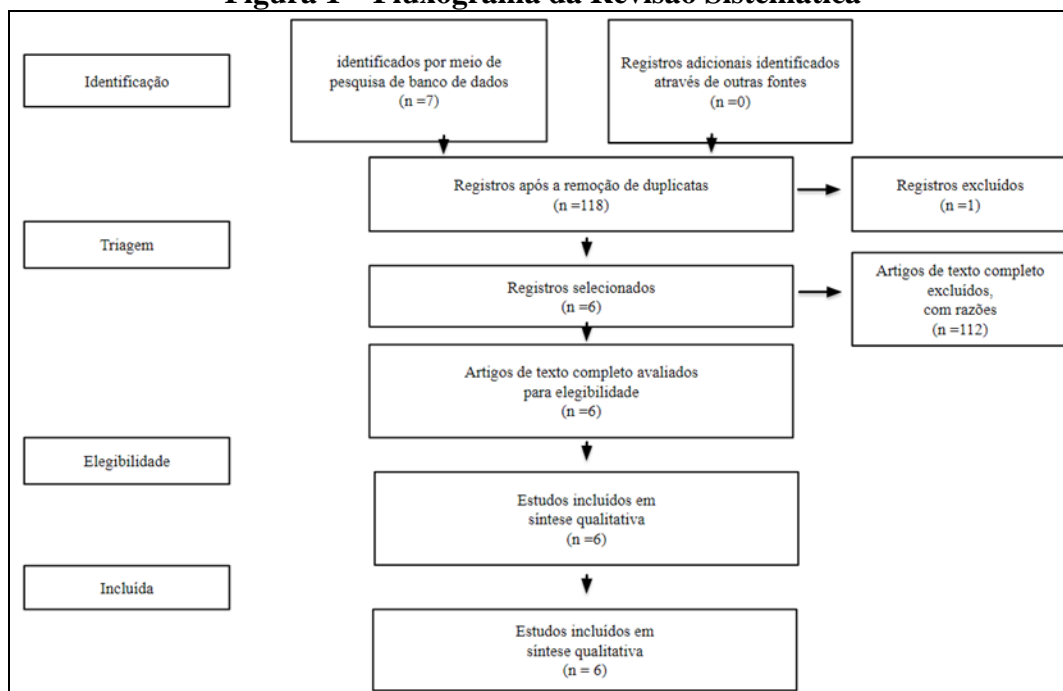 Figura 1 – Fluxograma da Revisão Sistemática
Identificação
identificados por meio de
pesquisa de banco de dados
(n =7)
Registros adicionais identificados
através de outras fontes
(n =0)
Registros após a remoção de duplicatas
(n =118)
Registros excluídos
(n =1)
Triagem
Registros selecionados
(n =6)
Artigos de texto completo
excluídos,
com razões
(n =112)
Artigos de texto completo avaliados
para elegibilidade
(n =6)
Elegibilidade
Estudos incluídos em
síntese qualitativa
(n =6)
Incluída
Estudos incluídos em
síntese qualitativa
(n = 6)